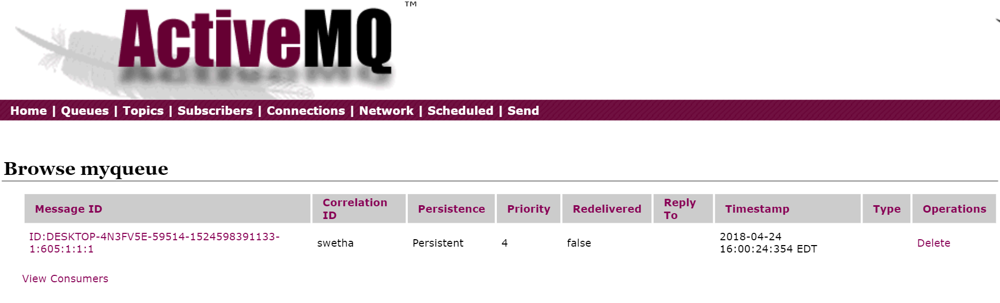 ActiveMQ
TM
Home | Queues | Topics | Subscribers | Connections | Network | Scheduled | Send
Browse myqueue
Message ID Correlation ID Persistence Priority Redelivered Reply To Timestamp Type Operations
ID:DESKTOP-4N3FV5E-59514-1524598391133-
1:605:1:1:1
swetha
Persistent
4
false
2018-04-24
16:00:24:354 EDT
Delete
View Consumers